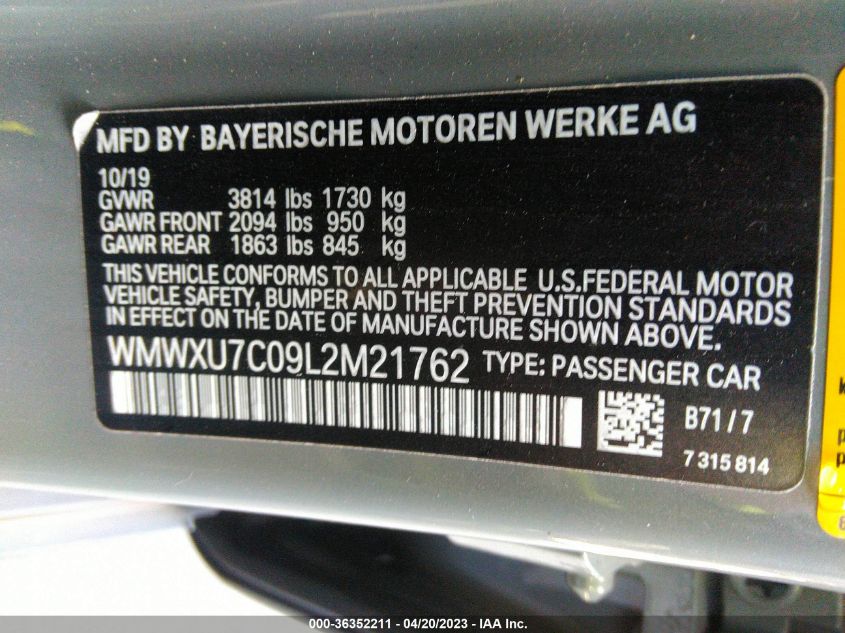 MFD BY BAYERISCHE MOTOREN WERKE AG
10/19
GVWR 3814 lbs 1730 kg
GAWR FRONT 2094 lbs 950 kg
GAWR REAR 1863 lbs 845 kg
THIS VEHICLE CONFORMS TO ALL APPLICABLE U.S.FEDERAL MOTOR
VEHICLE SAFETY, BUMPER AND THEFT PREVENTION STANDARDS
IN EFFECT ON THE DATE OF MANUFACTURE SHOWN ABOVE.
WMWXU7C09L2M21762 TYPE: PASSENGER CAR
B71/7
7 315 814
000-36352211 - 04/20/2023 - IAA Inc.